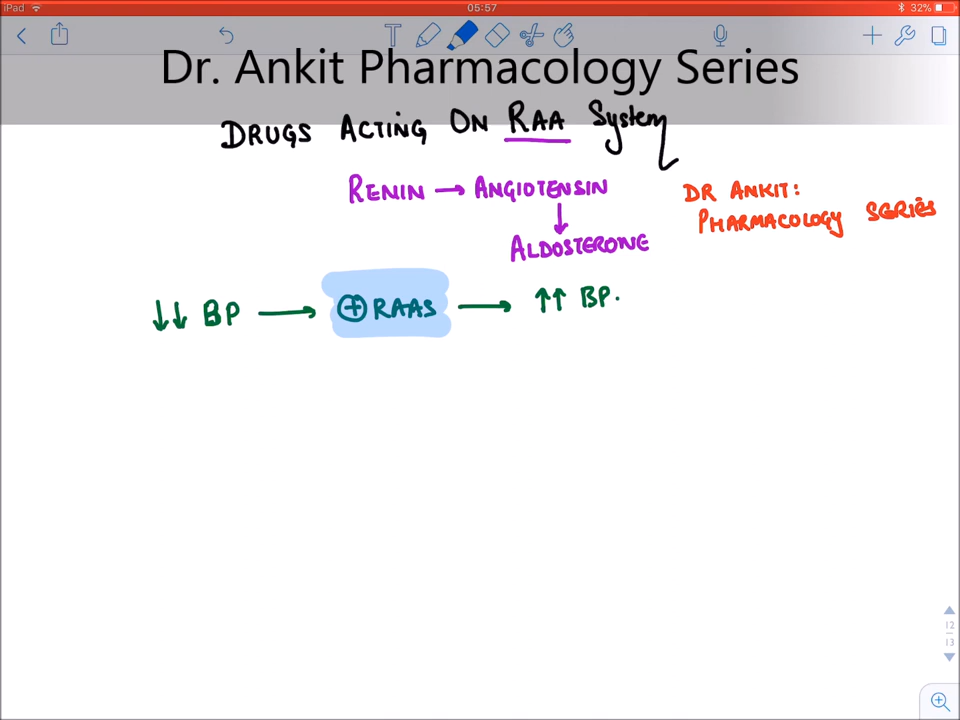 iPad 05:57 32%
Dr. Ankit Pharmacology Series
DRUGS ACTING ON RAA System
RENIN → ANGIOTENSIN
↓
ALDOSTERONE
DR ANKIT:
PHARMACOLOGY SERIES
↓↓ BP → ⊕ RAAS → ↑↑ BP.
12
13